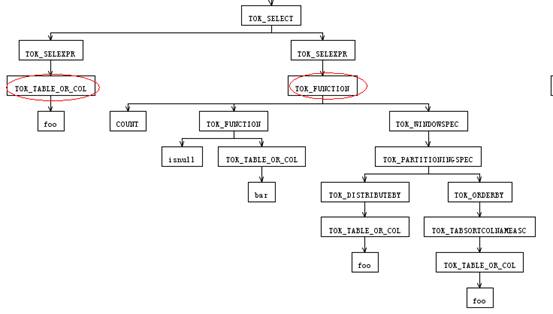 TOK_SELECT
TOK_SELEXPR TOK_SELEXPR
TOK_TABLE_OR_COL TOK_FUNCTION
foo COUNT TOK_FUNCTION TOK_WINDOWSPEC
isnull TOK_TABLE_OR_COL TOK_PARTITIONINGSPEC
bar TOK_DISTRIBUTEBY TOK_ORDERBY
TOK_TABLE_OR_COL TOK_TABSORTCOLNAMEASC
foo TOK_TABLE_OR_COL
foo